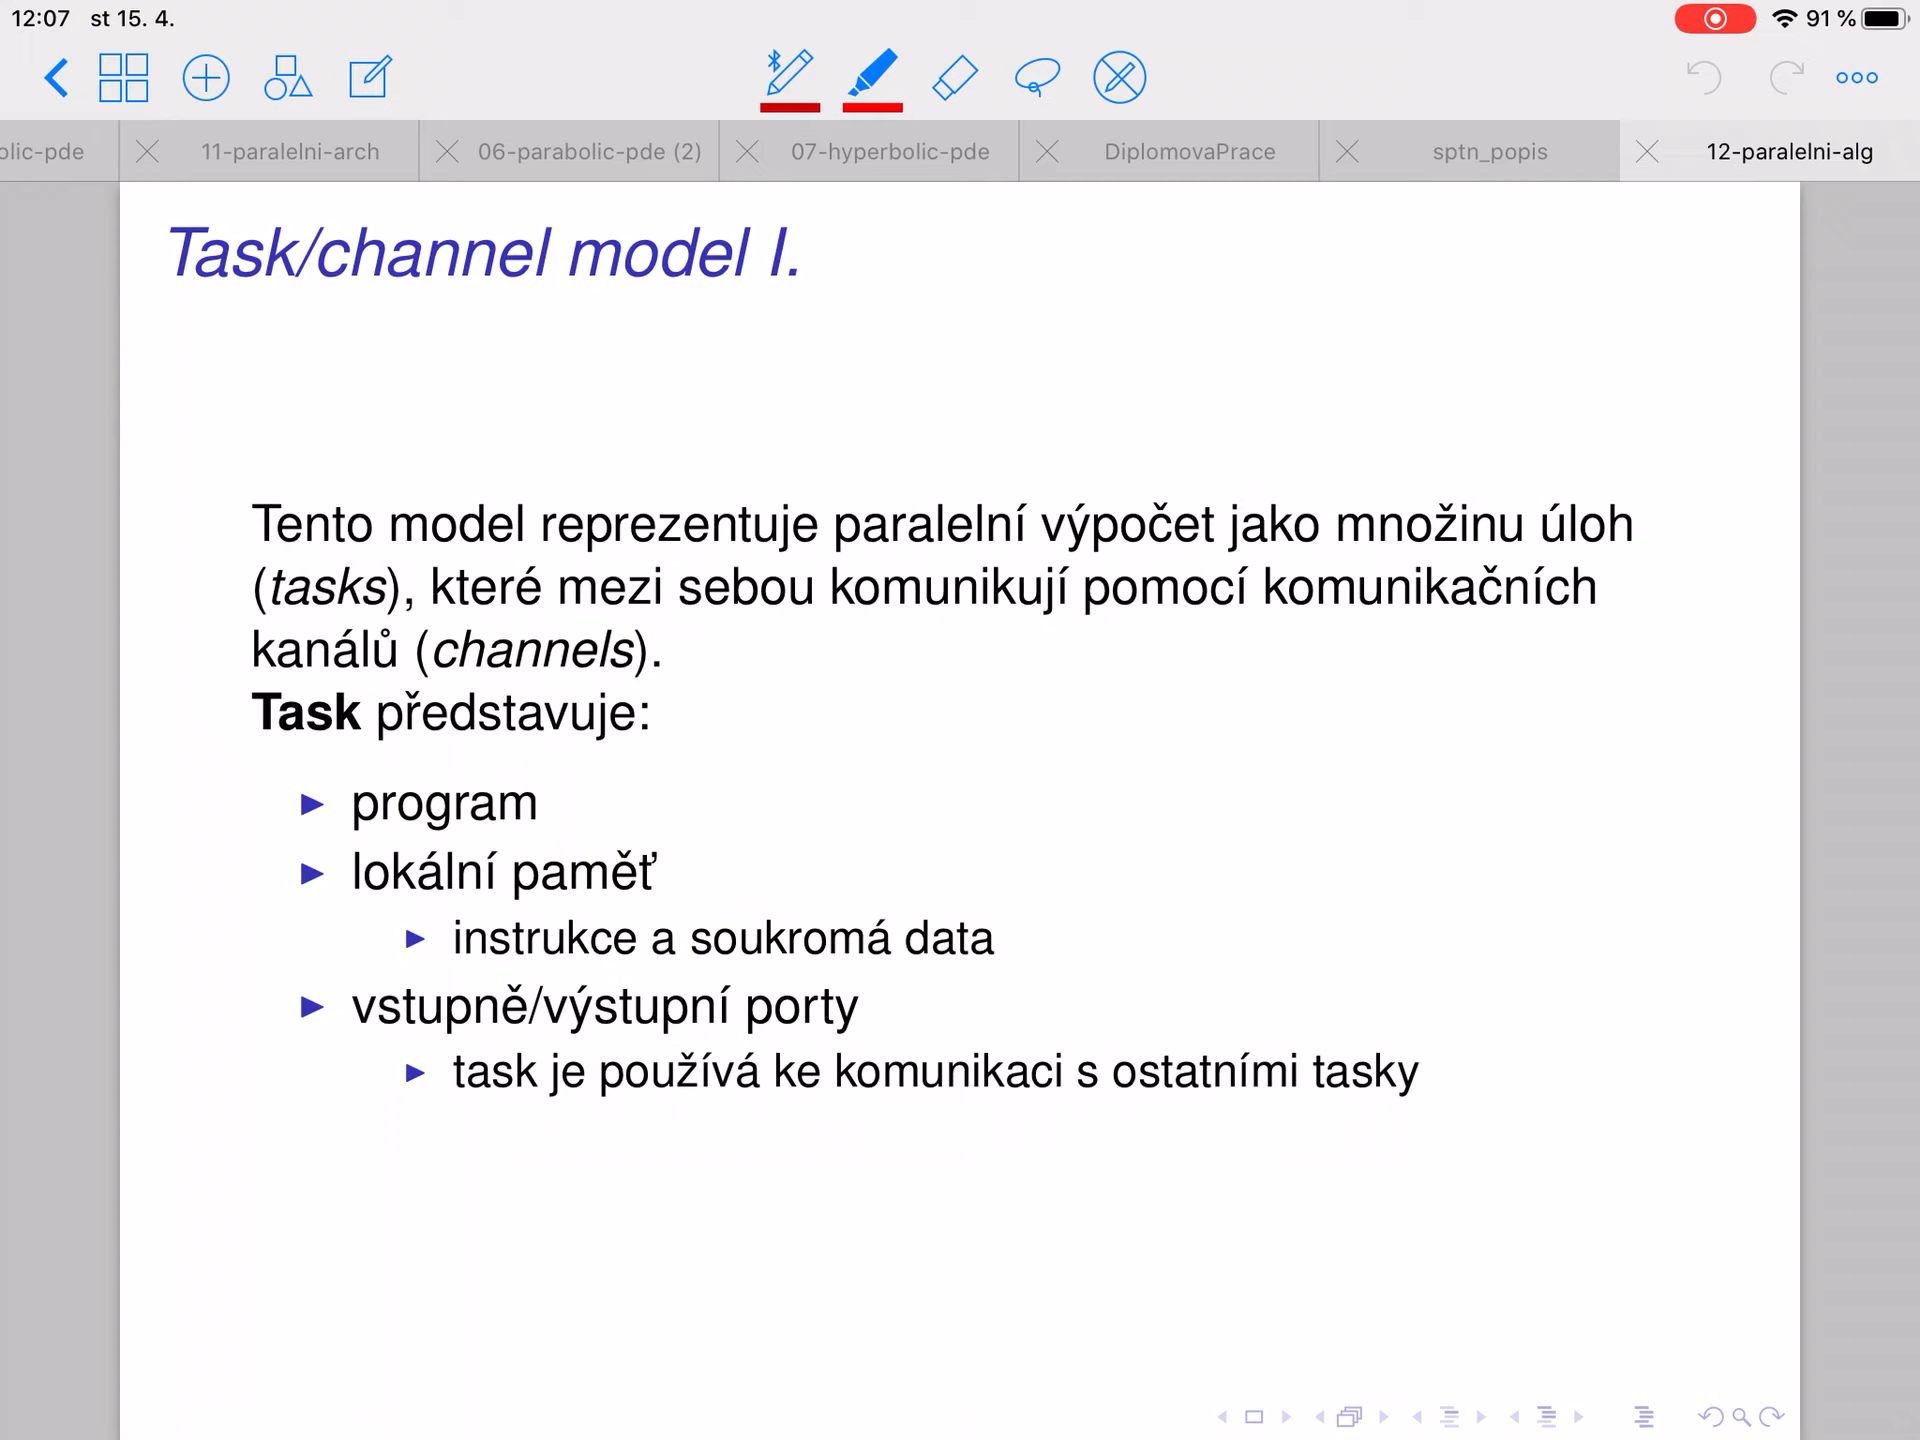 12:07 st 15. 4.
91 %
olic-pde
11-paralelni-arch
06-parabolic-pde (2)
07-hyperbolic-pde
DiplomovaPrace
sptn_popis
12-paralelni-alg
Task/channel model I.
Tento model reprezentuje paralelní výpočet jako množinu úloh
(tasks), které mezi sebou komunikují pomocí komunikačních
kanálů (channels).
Task představuje:
program
lokální paměť
instrukce a soukromá data
vstupně/výstupní porty
task je používá ke komunikaci s ostatními tasky